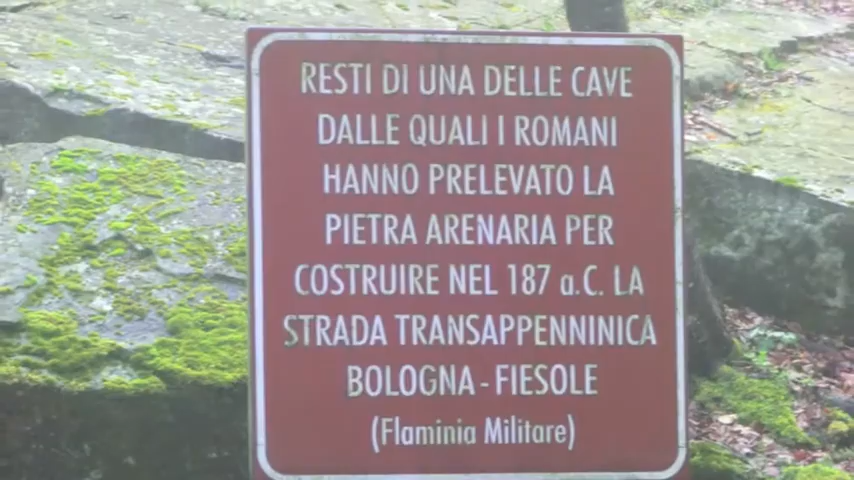 RESTI DI UNA DELLE CAVE
DALLE QUALI I ROMANI
HANNO PRELEVATO LA
PIETRA ARENARIA PER
COSTRUIRE NEL 187 a.C. LA
STRADA TRANSAPPENNINICA
BOLOGNA - FIESOLE
(Flaminia Militare)